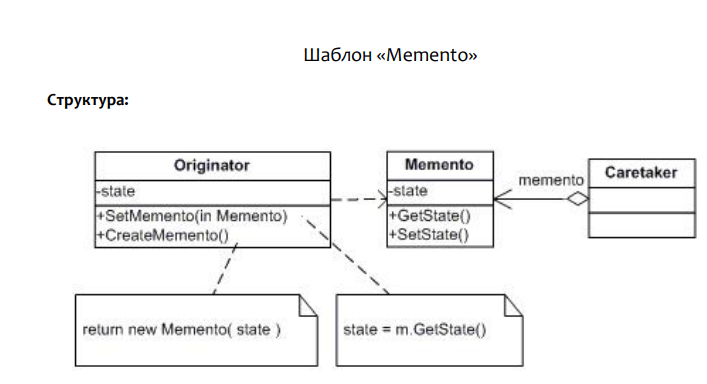 Шаблон «Memento»
Структура:
Originator
-state
+SetMemento(in Memento)
+CreateMemento()
Memento
-state
+GetState()
+SetState()
memento
Caretaker
return new Memento( state )
state = m.GetState()